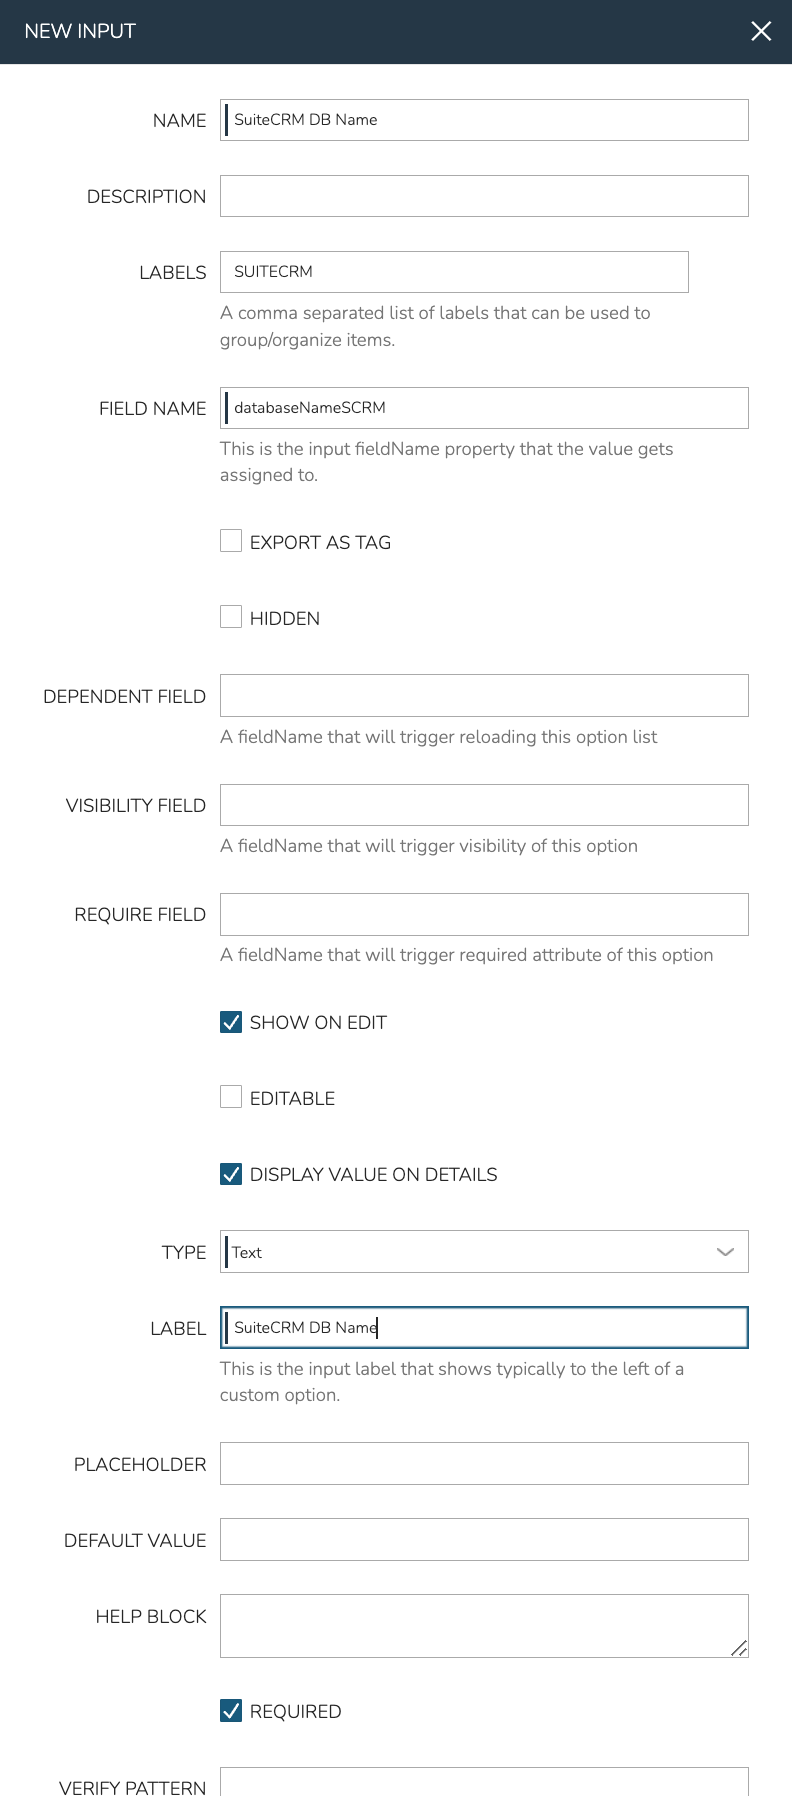 NEW INPUT
NAME
SuiteCRM DB Name
DESCRIPTION
LABELS
SUITECRM
A comma separated list of labels that can be used to
group/organize items.
FIELD NAME
databaseNameSCRM
This is the input fieldName property that the value gets
assigned to.
EXPORT AS TAG
HIDDEN
DEPENDENT FIELD
A fieldName that will trigger reloading this option list
VISIBILITY FIELD
A fieldName that will trigger visibility of this option
REQUIRE FIELD
A fieldName that will trigger required attribute of this option
SHOW ON EDIT
EDITABLE
DISPLAY VALUE ON DETAILS
TYPE
Text
LABEL
SuiteCRM DB Name
This is the input label that shows typically to the left of a
custom option.
PLACEHOLDER
DEFAULT VALUE
HELP BLOCK
REQUIRED
VERIFY PATTERN